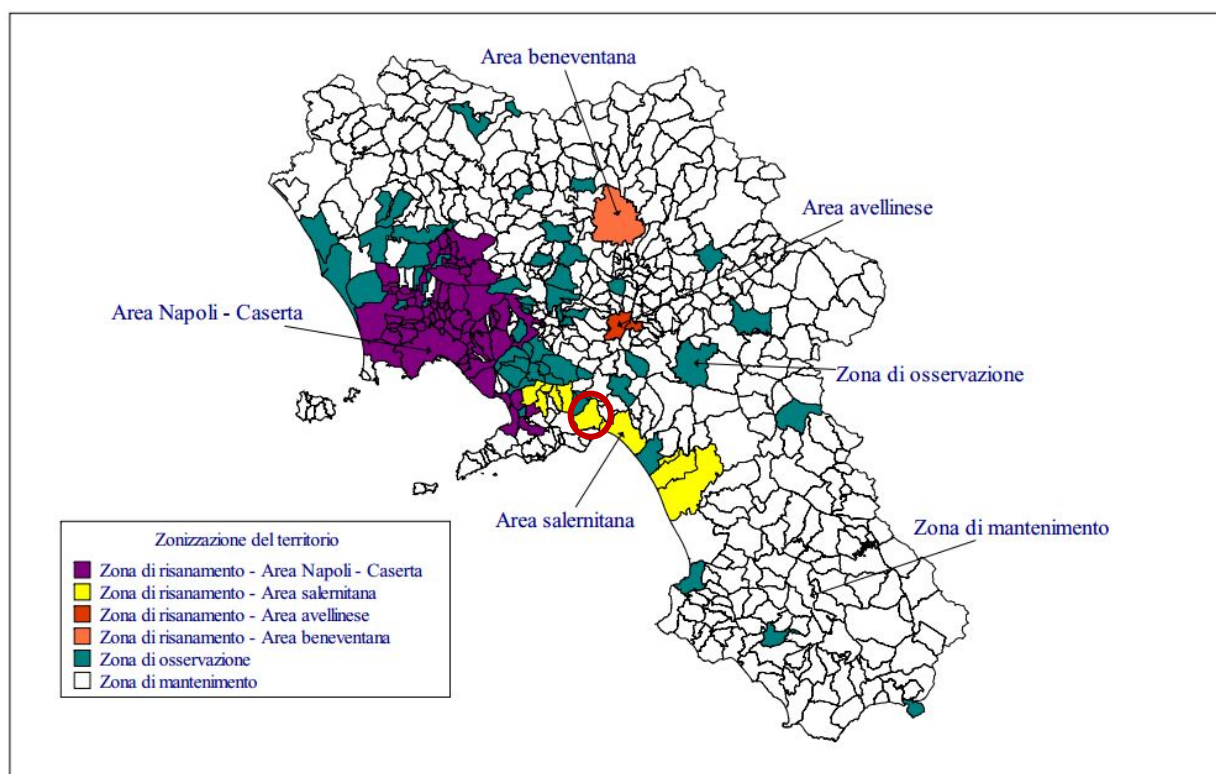 Area beneventana
Area avellinese
Area Napoli - Caserta
Zona di osservazione
Area salernitana
Zona di mantenimento
Zonizzazione del territorio
Zona di risanamento - Area Napoli - Caserta
Zona di risanamento - Area salernitana
Zona di risanamento - Area avellinese
Zona di risanamento - Area beneventana
Zona di osservazione
Zona di mantenimento